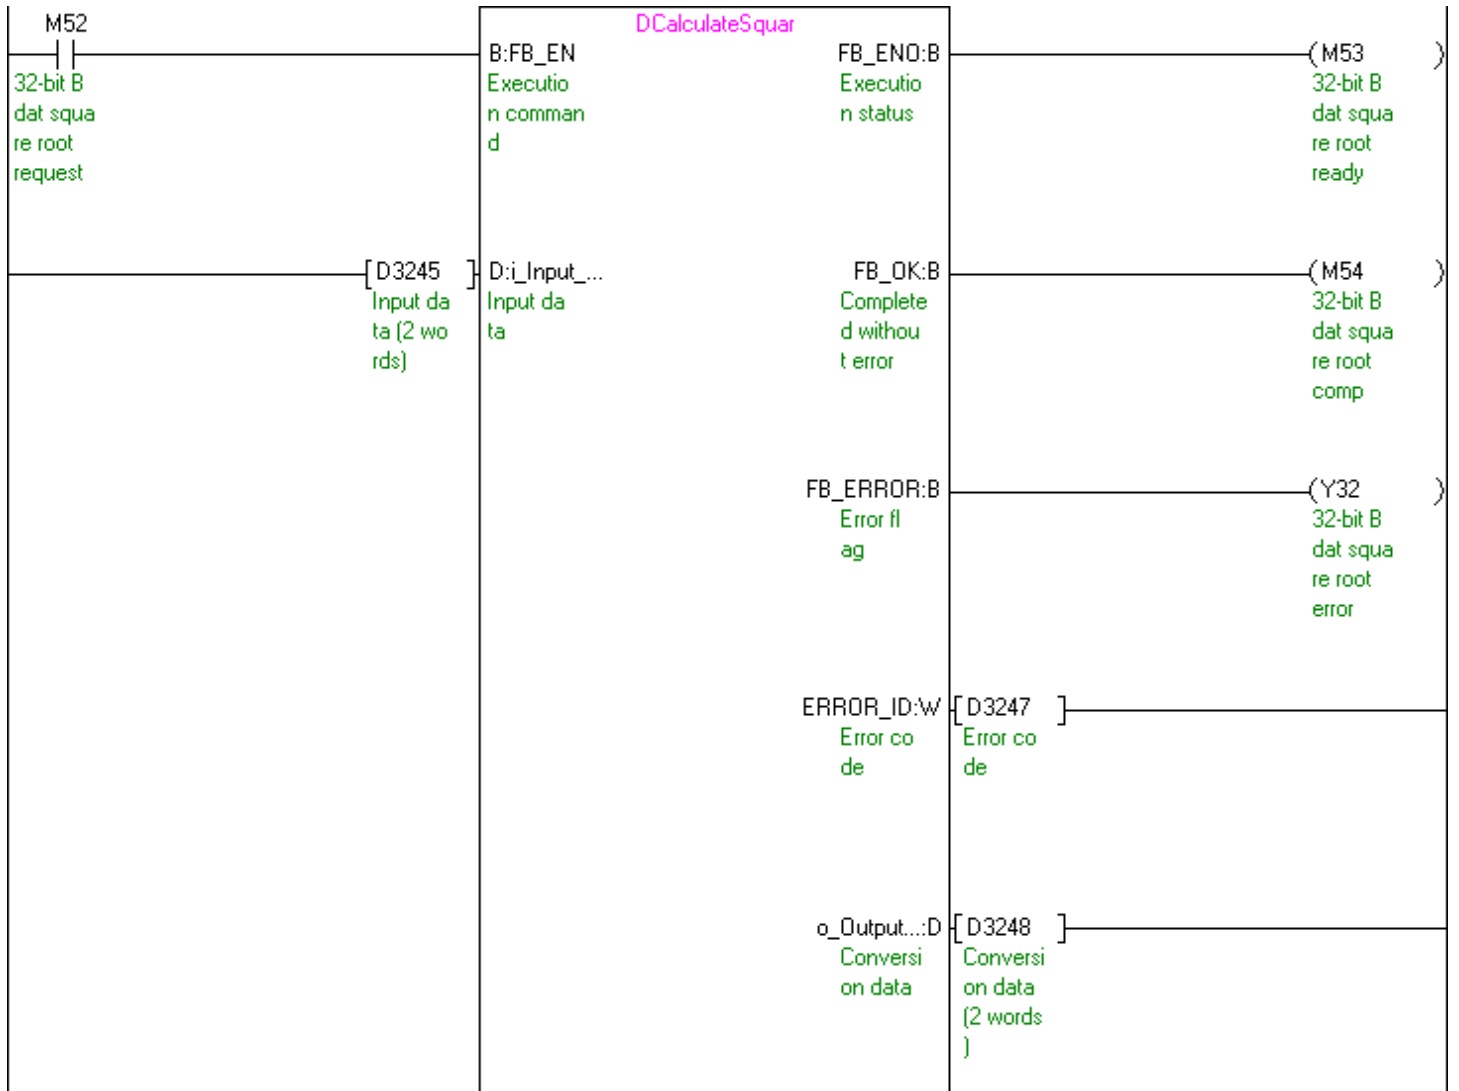 M52
DCalculateSquar
B:FB_EN
FB_ENO:B
(M53 )
32-bit B
dat squa
re root
request
Executio
n comman
d
Executio
n status
32-bit B
dat squa
re root
ready
[D3245 ]
D:i_Input_...
FB_OK:B
(M54 )
Input da
ta (2 wo
rds)
Input da
ta
Complete
d withou
t error
32-bit B
dat squa
re root
comp
FB_ERROR:B
(Y32 )
Error fl
ag
32-bit B
dat squa
re root
error
ERROR_ID:W
[D3247 ]
Error co
de
Error co
de
o_Output...:D
[D3248 ]
Conversi
on data
Conversi
on data
(2 words
)